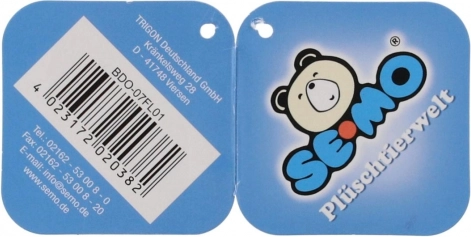 TRIGON Deutschland GmbH
Kränkelsweg 28
D - 41748 Viersen
BDO-07FL01
4 023172 020382
Tel.: 02162 - 53 00 8 - 0
Fax: 02162 - 53 00 8 - 20
E-mail: info@semo.de
www.semo.de
SE·MO ®
Plüschtierwelt